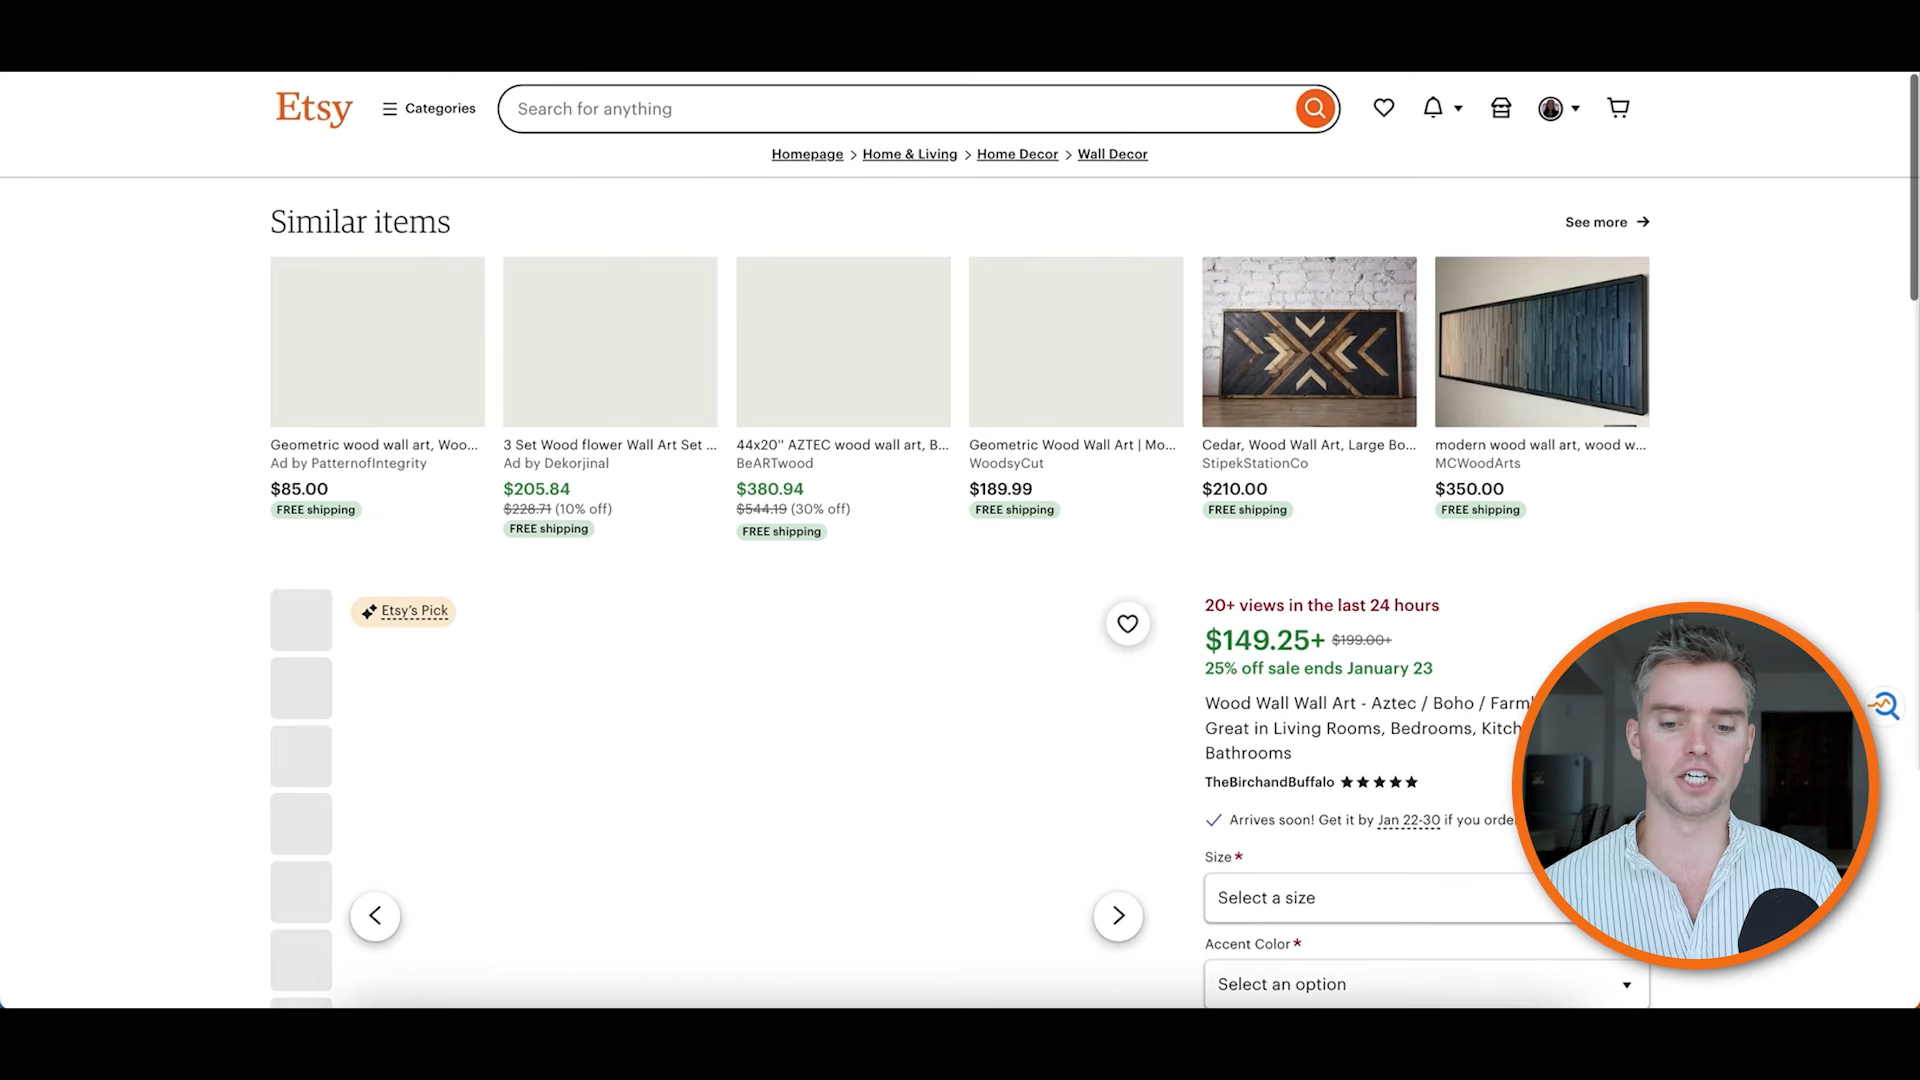 Etsy
Categories
Search for anything
Homepage > Home & Living > Home Decor > Wall Decor
Similar items
See more →
Geometric wood wall art, Woo...
Ad by PatternofIntegrity
$85.00
FREE shipping
3 Set Wood flower Wall Art Set ...
Ad by Dekorjinal
$205.84
$228.71 (10% off)
FREE shipping
44x20" AZTEC wood wall art, B...
BeARTwood
$380.94
$544.19 (30% off)
FREE shipping
Geometric Wood Wall Art | Mo...
WoodsyCut
$189.99
FREE shipping
Cedar, Wood Wall Art, Large Bo...
StipekStationCo
$210.00
FREE shipping
modern wood wall art, wood w...
MCWoodArts
$350.00
FREE shipping
Etsy's Pick
20+ views in the last 24 hours
$149.25+ $199.00+
25% off sale ends January 23
Wood Wall Wall Art - Aztec / Boho /
Great in Living Rooms, Bedrooms,
Bathrooms
TheBirchandBuffalo ★★★★★
Arrives soon! Get it by Jan 22-30 if you
Size *
Select a size
Accent Color *
Select an option